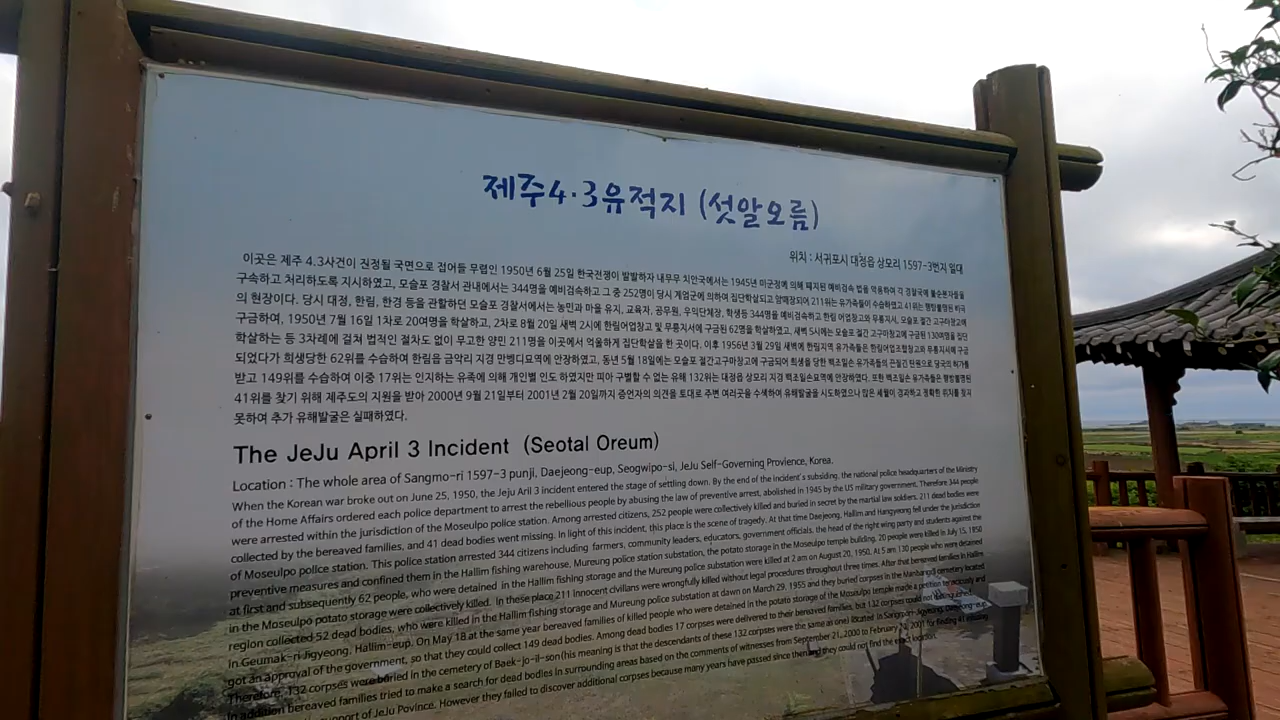 제주4·3유적지 (섯알오름)
위치 : 서귀포시 대정읍 상모리 1597-3번지 일대
이곳은 제주 4.3사건이 진정될 국면으로 접어들 무렵인 1950년 6월 25일 한국전쟁이 발발하자 내무부 치안국에서는 1945년 미군정에 의해 폐지된 예비검속 법을 악용하여 각 경찰국에 불순분자들을
구속하고 처리하도록 지시하였고, 모슬포 경찰서 관내에서는 344명을 예비검속하고 그 중 252명이 당시 계엄군에 의하여 집단학살되고 암매장되어 211위는 유가족들이 수습하였고 41위는 행방불명된 비극
의 현장이다. 당시 대정, 한림, 한경 등을 관할하던 모슬포 경찰서에서는 농민과 마을 유지, 교육자, 공무원, 우익단체장, 학생등 344명을 예비검속하고 한림 어업창고와 무릉지서, 모슬포 절간 고구마창고에
구금하여, 1950년 7월 16일 1차로 20여명을 학살하고, 2차로 8월 20일 새벽 2시에 한림어업창고 및 무릉지서에 구금된 62명을 학살하였고, 새벽 5시에는 모슬포 절간 고구마창고에 구금된 130여명을 집단
학살하는 등 3차례에 걸쳐 법적인 절차도 없이 무고한 양민 211명을 이곳에서 억울하게 집단학살을 한 곳이다. 이후 1956년 3월 29일 새벽에 한림지역 유가족들은 한림어업조합창고와 무릉지서에 구금
되었다가 희생당한 62위를 수습하여 한림읍 금악리 지경 만벵디묘역에 안장하였고, 동년 5월 18일에는 모슬포 절간고구마창고에 구금되어 희생을 당한 백조일손 유가족들의 끈질긴 탄원으로 당국의 허가를
받고 149위를 수습하여 이중 17위는 인지하는 유족에 의해 개인별 인도 하였지만 피아 구별할 수 없는 유해 132위는 대정읍 상모리 지경 백조일손묘역에 안장하였다. 또한 백조일손 유가족들은 행방불명된
41위를 찾기 위해 제주도의 지원을 받아 2000년 9월 21일부터 2001년 2월 20일까지 증언자의 의견을 토대로 주변 여러곳을 수색하여 유해발굴을 시도하였으나 많은 세월이 경과하고 정확한 위치를 찾지
못하여 추가 유해발굴은 실패하였다.
The JeJu April 3 Incident (Seotal Oreum)
Location : The whole area of Sangmo-ri 1597-3 punji, Daejeong-eup, Seogwipo-si, JeJu Self-Governing Provience, Korea.
When the Korean war broke out on June 25, 1950, the Jeju Aril 3 incident entered the stage of settling down. By the end of the incident's subsiding, the national police headquarters of the Ministry
of the Home Affairs ordered each police department to arrest the rebellious people by abusing the law of preventive arrest, abolished in 1945 by the US military government. Therefore 344 people
were arrested within the jurisdiction of the Moseulpo police station. Among arrested citizens, 252 people were collectively killed and buried in secret by the martial law soldiers. 211 dead bodies were
collected by the bereaved families, and 41 dead bodies went missing. In light of this incident, this place is the scene of tragedy. At that time Daejeong, Hallim and Hangyeong fell under the jurisdiction
of Moseulpo police station. This police station arrested 344 citizens including farmers, community leaders, educators, government officials, the head of the right wing party and students against the
preventive measures and confined them in the Hallim fishing warehouse, Mureung police station substation, the potato storage in the Moseulpo temple building. 20 people were killed in July 15, 1950
at first and subsequently 62 people, who were detained in the Hallim fishing storage and the Mureung police substation were killed at 2 am on August 20, 1950. At 5 am 130 people who were detained
in the Moseulpo potato storage were collectively killed. In these place 211 innocent civilians were wrongfully killed without legal procedures throughout three times. After that bereaved families in Hallim
region collected 52 dead bodies, who were killed in the Hallim fishing storage and Mureung police substation at dawn on March 29, 1955 and they buried corpses in the Manbangdi cemetery located
in Geumak-ri Jigyeong, Hallim-eup. On May 18 at the same year bereaved families of killed people who were detained in the potato storage of the Moseulpo temple made a petition tenaciously and
got an approval of the government, so that they could collect 149 dead bodies. Among dead bodies 17 corpses were delivered to their bereaved families, but 132 corpses could not
Therefore, 132 corpses were buried in the cemetery of Baek-jo-il-son(his meaning is that the descendants of these 132 corpses were the same as one) located in Sangmo-ri Jigyeong, Daejeong-eup.
In addition bereaved families tried to make a search for dead bodies in surrounding areas based on the comments of witnesses from September 21, 2000 to February 20, 2001 for finding 41 missing
support of JeJu Povince. However they failed to discover additional corpses because many years have passed since then and they could not find the exact location.